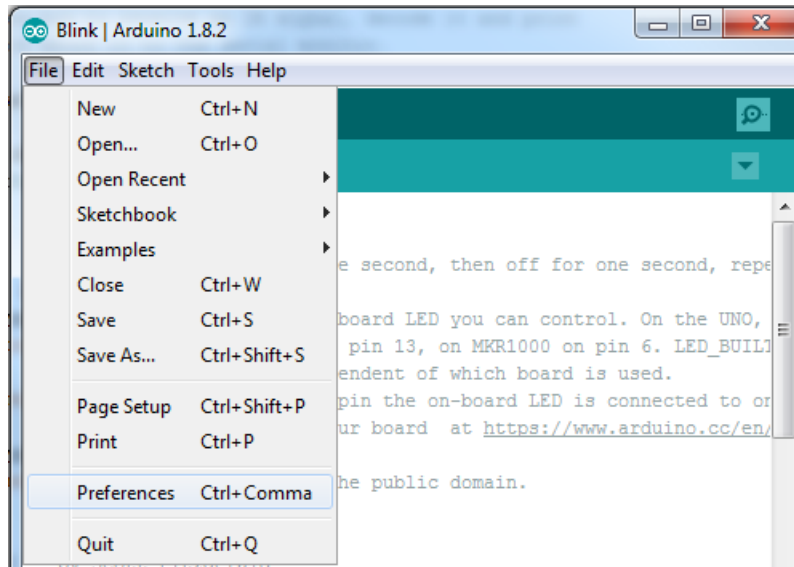 Blink | Arduino 1.8.2
File Edit Sketch Tools Help
New Ctrl+N
Open... Ctrl+O
Open Recent
Sketchbook
Examples
e second, then off for one second, repe
Close Ctrl+W
Save Ctrl+S
board LED you can control. On the UNO,
Save As... Ctrl+Shift+S
pin 13, on MKR1000 on pin 6. LED_BUIL
endent of which board is used.
Page Setup Ctrl+Shift+P
pin the on-board LED is connected to or
Print Ctrl+P
ur board at https://www.arduino.cc/en/
Preferences Ctrl+Comma
he public domain.
Quit Ctrl+Q